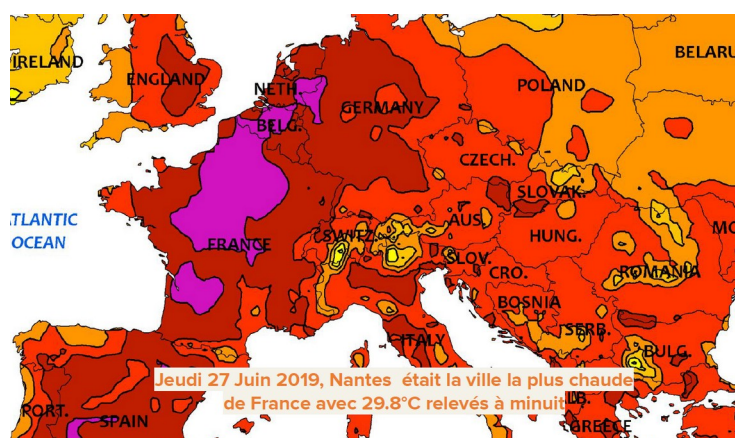 IRELAND
ENGLAND
NETH.
BELG.
GERMANY
POLAND
BELARU
CZECH.
SLOVAK.
ATLANTIC
OCEAN
FRANCE
SWITZ.
AUS.
HUNG.
SLOV.
CRO.
ROMANIA
MO
BOSNIA
SERB.
ITALY
BULG.
PORT.
SPAIN
LB.
GREECE
Jeudi 27 Juin 2019, Nantes était la ville la plus chaude
de France avec 29.8°C relevés à minuit